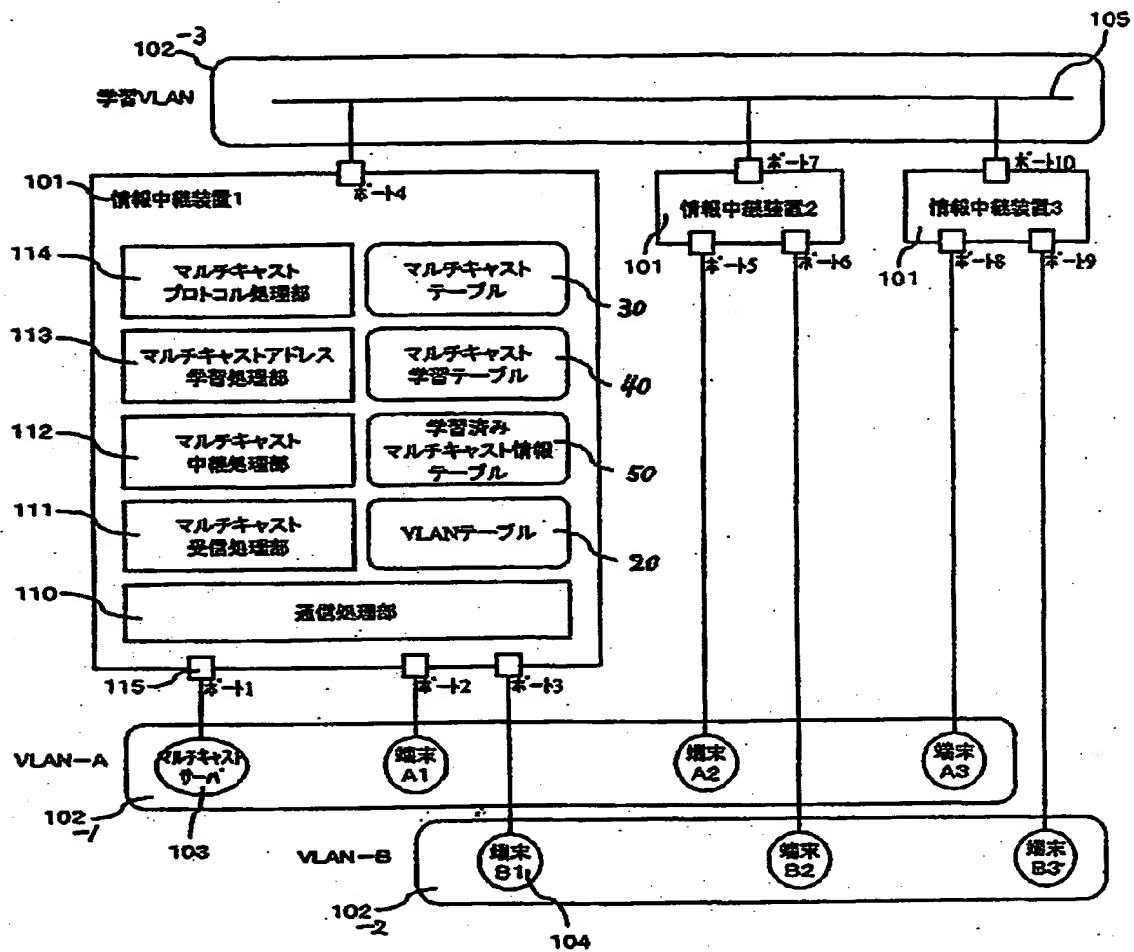 105
102-3
学習VLAN
ポート4
ポート7
ポート10
101
情報中継装置1
情報中継装置2
情報中継装置3
101
ポート5
ポート6
101
ポート8
ポート9
114
マルチキャスト
プロトコル処理部
マルチキャスト
テーブル
30
113
マルチキャストアドレス
学習処理部
マルチキャスト
学習テーブル
40
112
マルチキャスト
中継処理部
学習済み
マルチキャスト情報
テーブル
50
111
マルチキャスト
受信処理部
VLANテーブル
20
110
通信処理部
115
ポート1
ポート2
ポート3
VLAN-A
マルチキャスト
サーバ
端末
A1
端末
A2
端末
A3
102
-1
103
VLAN-B
端末
B1
端末
B2
端末
B3
102
-2
104